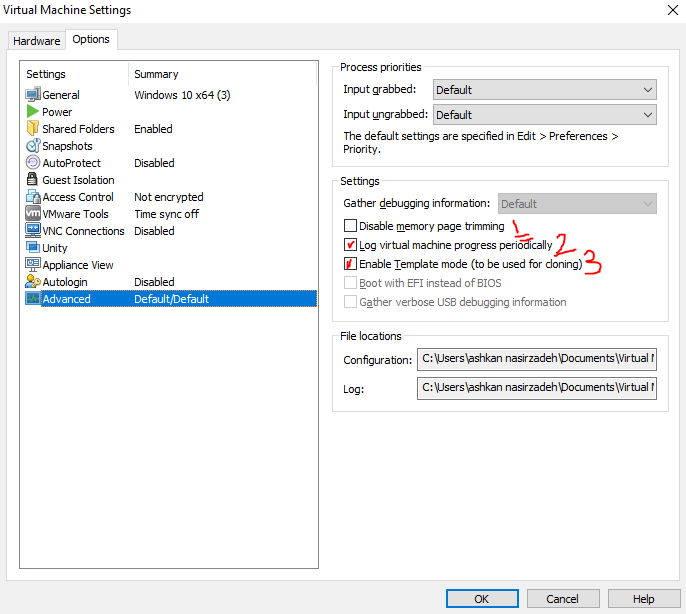 Virtual Machine Settings
Hardware Options
Settings Summary
General Windows 10 x64 (3)
Power
Shared Folders Enabled
Snapshots
AutoProtect Disabled
Guest Isolation
Access Control Not encrypted
vm VMware Tools Time sync off
VNC Connections Disabled
Unity
Appliance View
Autologin Disabled
Advanced Default/Default
Process priorities
Input grabbed: Default
Input ungrabbed: Default
The default settings are specified in Edit > Preferences >
Priority.
Settings
Gather debugging information: Default
Disable memory page trimming 1
Log virtual machine progress periodically 2
Enable Template mode (to be used for cloning) 3
Boot with EFI instead of BIOS
Gather verbose USB debugging information
File locations
Configuration: C:\Users\ashkan nasirzadeh\Documents\Virtual M
Log: C:\Users\ashkan nasirzadeh\Documents\Virtual M
OK Cancel Help